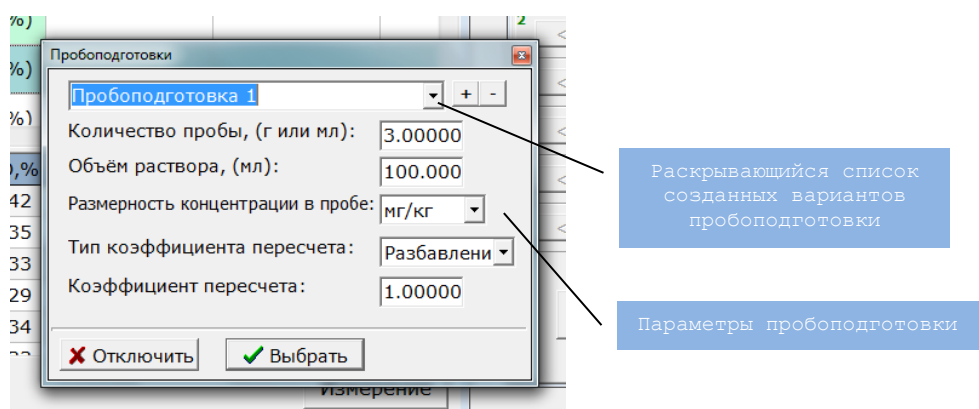 %)
2
Пробоподготовки
%)
Пробоподготовка 1
+ -
%)
Количество пробы, (г или мл):
3.00000
),%
Объём раствора, (мл):
100.000
Раскрывающийся список
созданных вариантов
пробоподготовки
42
Размерность концентрации в пробе:
мг/кг
35
Тип коэффициента пересчета:
Разбавлени
33
29
Коэффициент пересчета:
1.00000
34
Параметры пробоподготовки
Отключить
Выбрать
Измерение